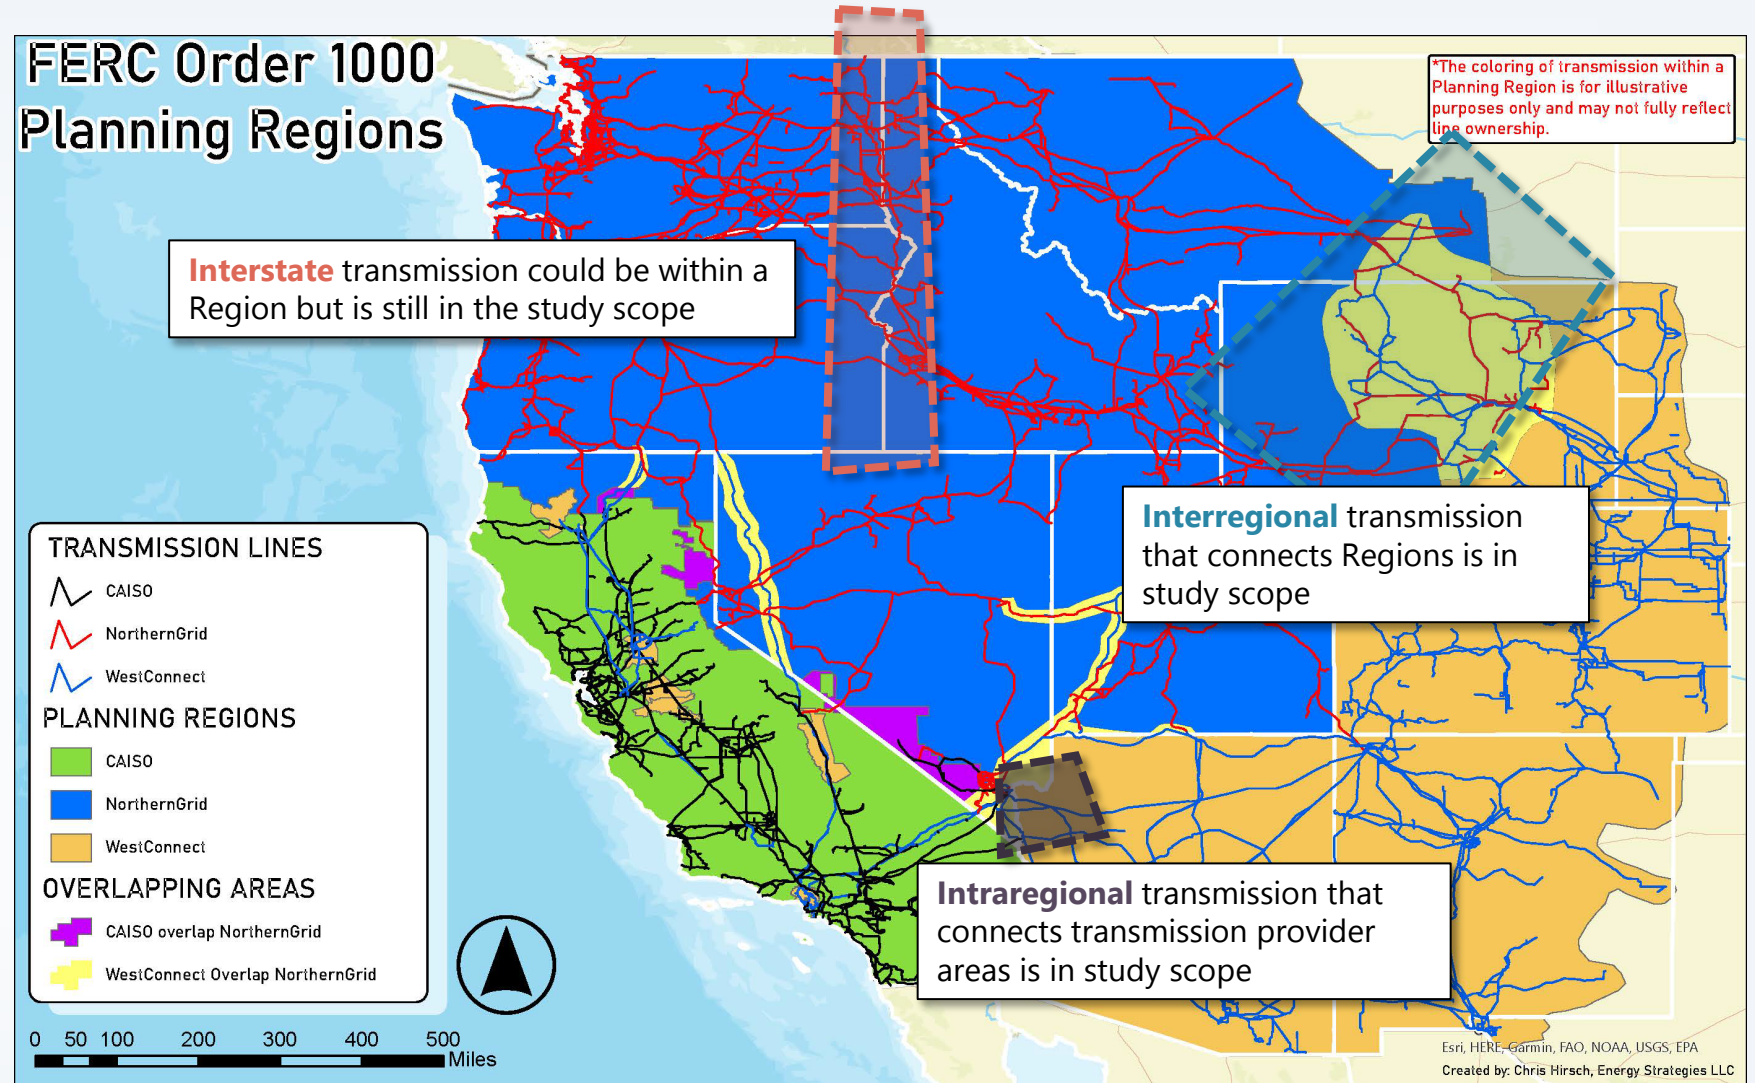 FERC Order 1000
Planning Regions
*The coloring of transmission within a
Planning Region is for illustrative
purposes only and may not fully reflect
line ownership.
Interstate transmission could be within a
Region but is still in the study scope
Interregional transmission
that connects Regions is in
study scope
Intraregional transmission that
connects transmission provider
areas is in study scope
TRANSMISSION LINES
CAISO
NorthernGrid
WestConnect
PLANNING REGIONS
CAISO
NorthernGrid
WestConnect
OVERLAPPING AREAS
CAISO overlap NorthernGrid
WestConnect Overlap NorthernGrid
0 50 100 200 300 400 500
Miles
Esri, HERE, Garmin, FAO, NOAA, USGS, EPA
Created by: Chris Hirsch, Energy Strategies LLC